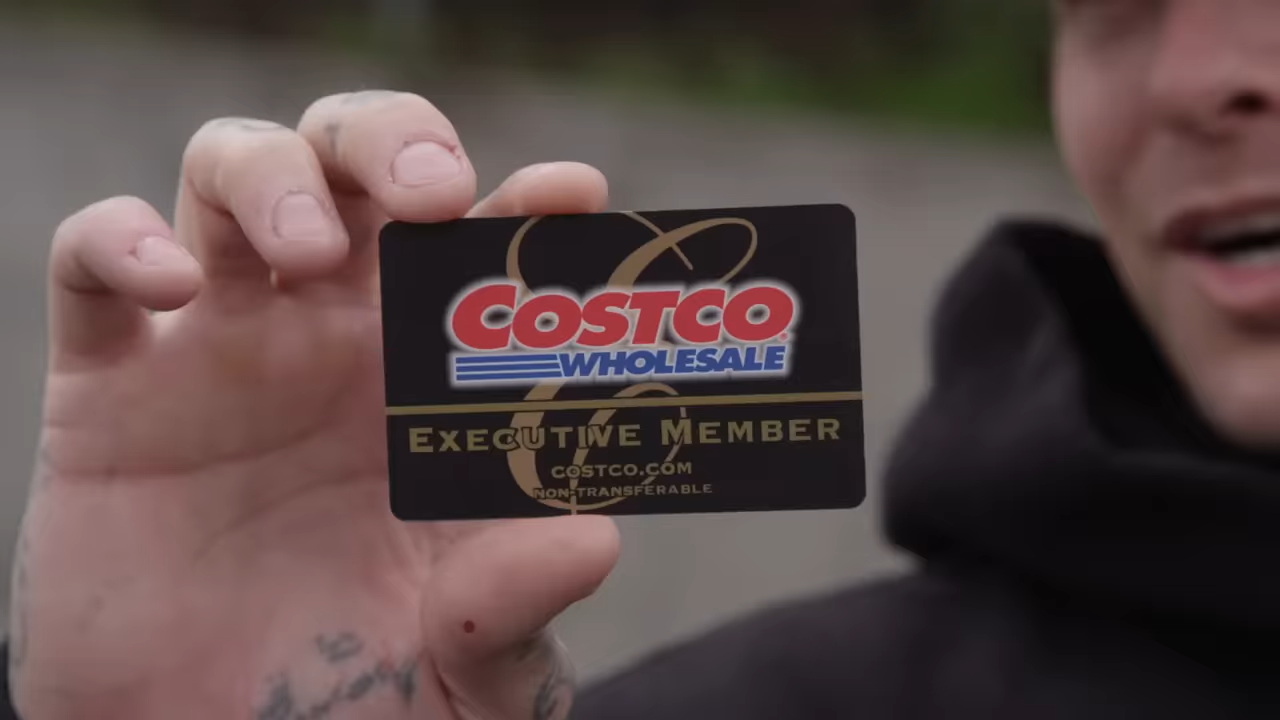 COSTCO
WHOLESALE
EXECUTIVE MEMBER
COSTCO.COM
NON-TRANSFERABLE